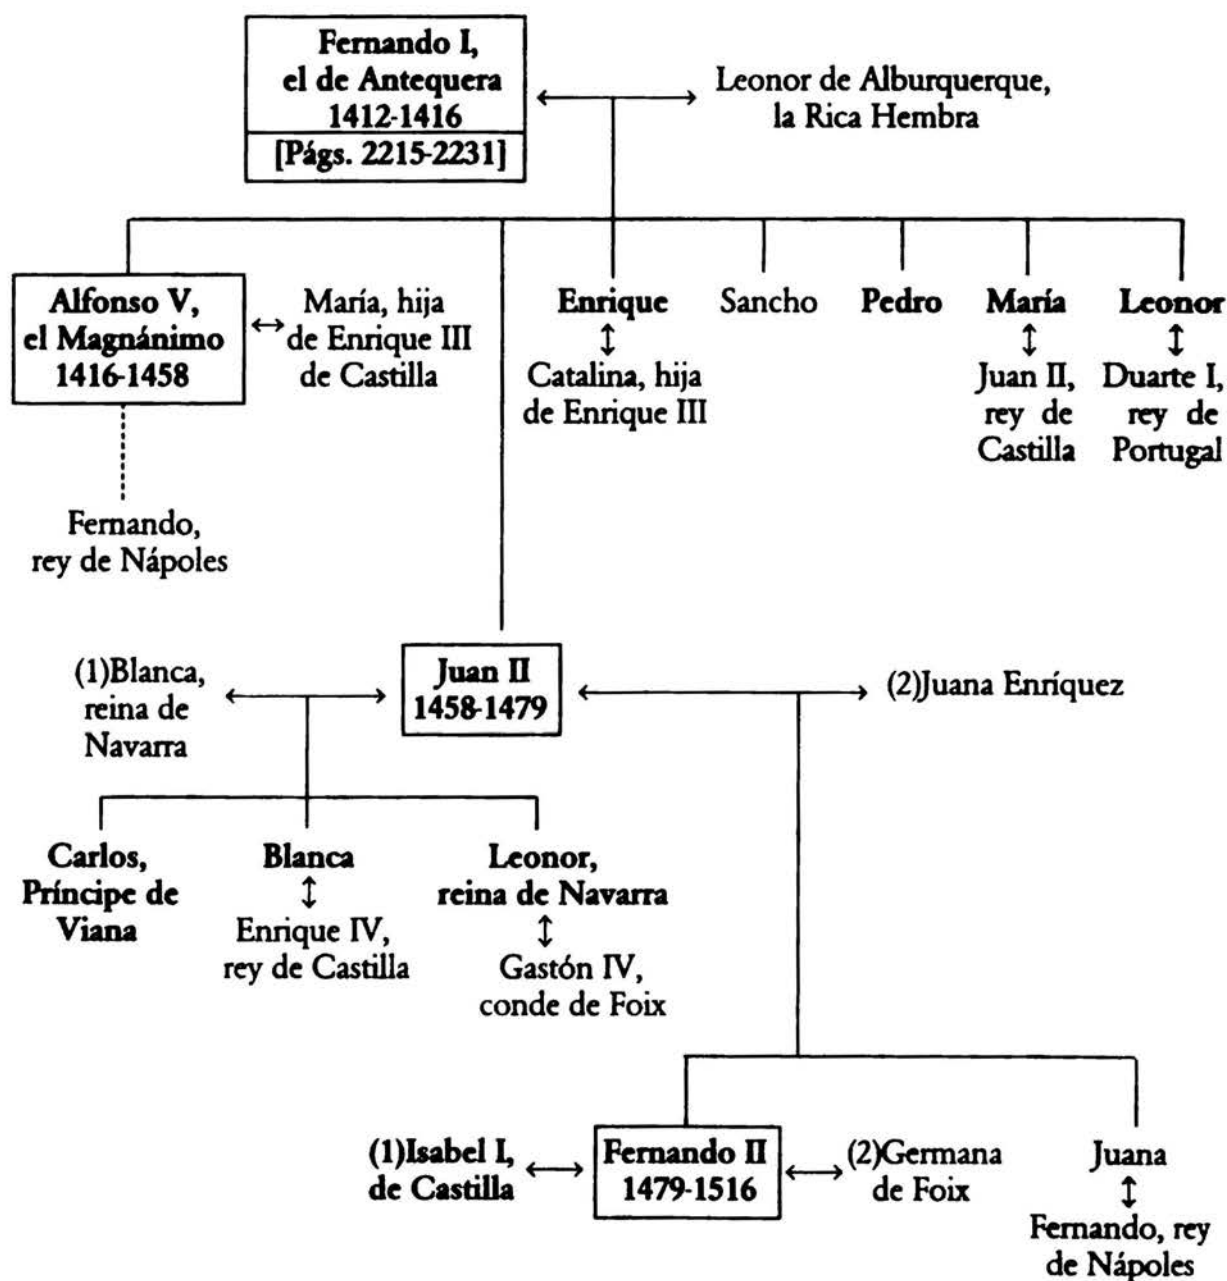 Fernando I,
el de Antequera
1412-1416
[Págs. 2215-2231]
Leonor de Alburquerque,
la Rica Hembra
Alfonso V,
el Magnánimo
1416-1458
María, hija
de Enrique III
de Castilla
Enrique
Catalina, hija
de Enrique III
Sancho
Pedro
María
Juan II,
rey de
Castilla
Leonor
Duarte I,
rey de
Portugal
Fernando,
rey de Nápoles
(1)Blanca,
reina de
Navarra
Juan II
1458-1479
(2)Juana Enríquez
Carlos,
Príncipe de
Viana
Blanca
Enrique IV,
rey de Castilla
Leonor,
reina de Navarra
Gastón IV,
conde de Foix
(1)Isabel I,
de Castilla
Fernando II
1479-1516
(2)Germana
de Foix
Juana
Fernando, rey
de Nápoles